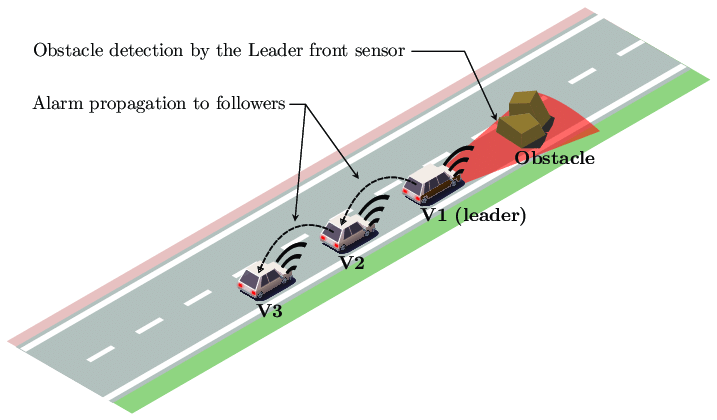 Obstacle detection by the Leader front sensor
Alarm propagation to followers
Obstacle
V1 (leader)
V2
V3